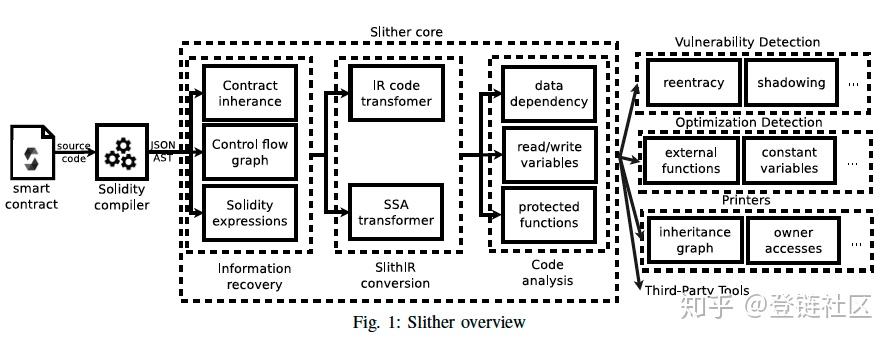 Slither core
Vulnerability Detection
reentracy
shadowing
...
Contract
inherance
IR code
transfomer
data
dependency
Optimization Detection
external
functions
constant
variables
...
smart
contract
source
code
Solidity
compiler
JSON
AST
Control flow
graph
read/write
variables
Printers
inheritance
graph
owner
accesses
...
Solidity
expressions
SSA
transformer
protected
functions
Information
recovery
SlithIR
conversion
Code
analysis
Third-Party Tools
知乎 @登链社区
Fig. 1: Slither overview